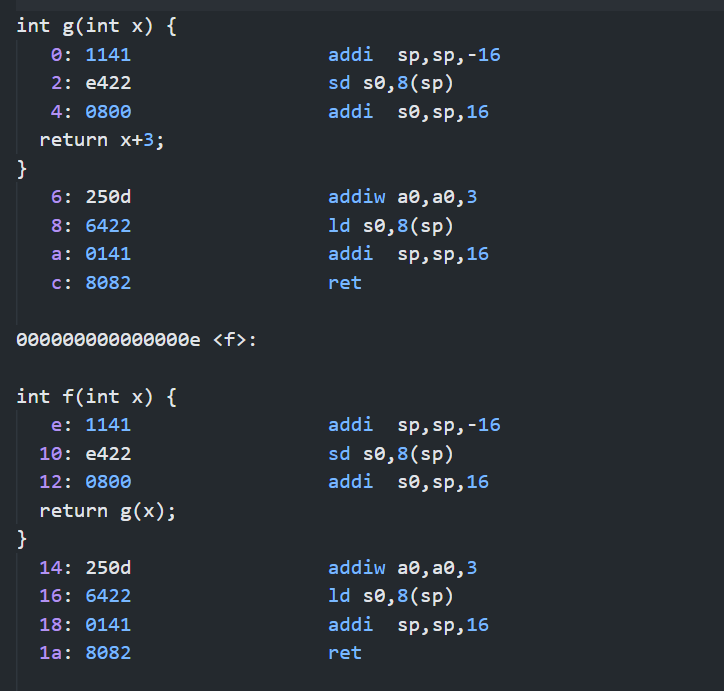 int g(int x) {
   0: 1141                 addi  sp,sp,-16
   2: e422                 sd s0,8(sp)
   4: 0800                 addi  s0,sp,16
  return x+3;
}
   6: 250d                 addiw a0,a0,3
   8: 6422                 ld s0,8(sp)
   a: 0141                 addi  sp,sp,16
   c: 8082                 ret
000000000000000e <f>:
int f(int x) {
   e: 1141                 addi  sp,sp,-16
  10: e422                 sd s0,8(sp)
  12: 0800                 addi  s0,sp,16
  return g(x);
}
  14: 250d                 addiw a0,a0,3
  16: 6422                 ld s0,8(sp)
  18: 0141                 addi  sp,sp,16
  1a: 8082                 ret